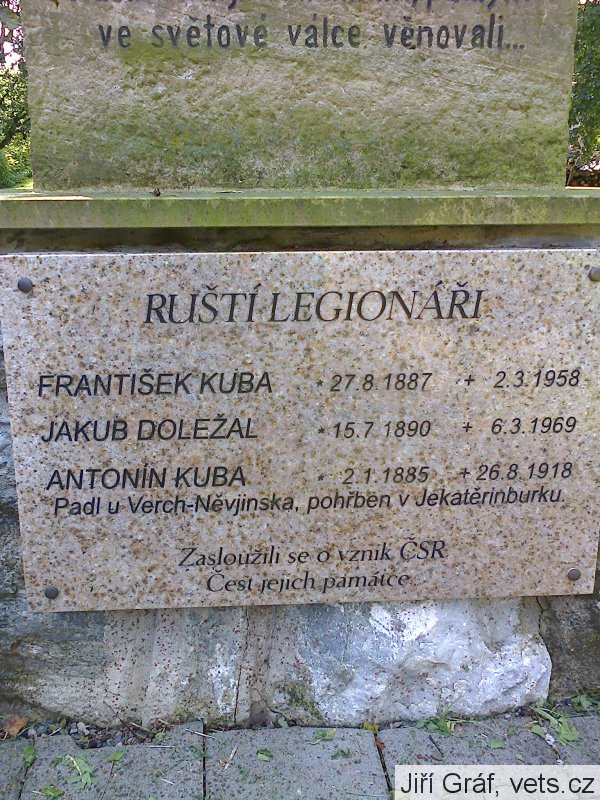 ve světové válce věnovali...
RUŠTÍ LEGIONÁŘI
FRANTIŠEK KUBA * 27.8.1887 + 2.3.1958
JAKUB DOLEŽAL * 15.7 1890 + 6.3.1969
ANTONÍN KUBA * 2.1.1885 + 26.8.1918
Padl u Verch-Něvjinska, pohřben v Jekatěrinburku.
Zasloužili se o vznik ČSR
Čest jejich památce
Jiří Gráf, vets.cz